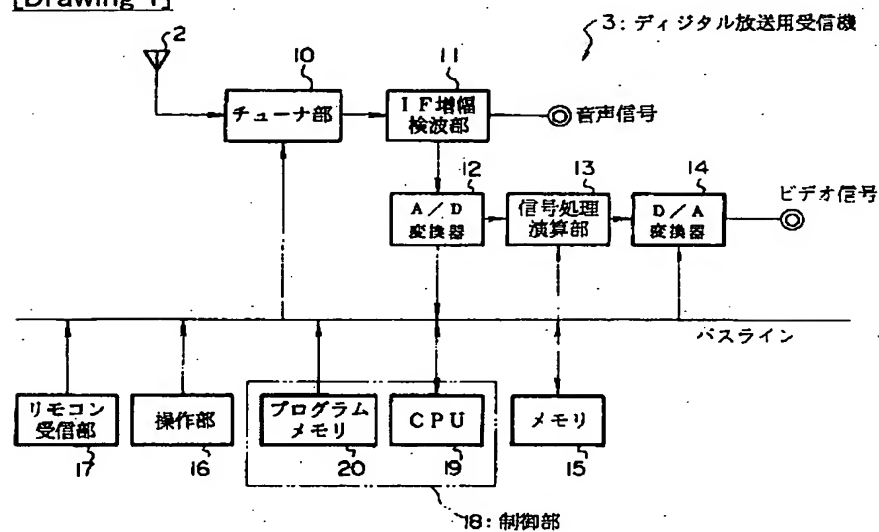 [Drawing 1]
3: ディジタル放送用受信機
2
10
11
チューナ部
IF増幅
検波部
音声信号
12
13
14
A/D
変換器
信号処理
演算部
D/A
変換器
ビデオ信号
バスライン
リモコン
受信部
操作部
プログラム
メモリ
CPU
メモリ
17
16
20
19
15
18: 制御部